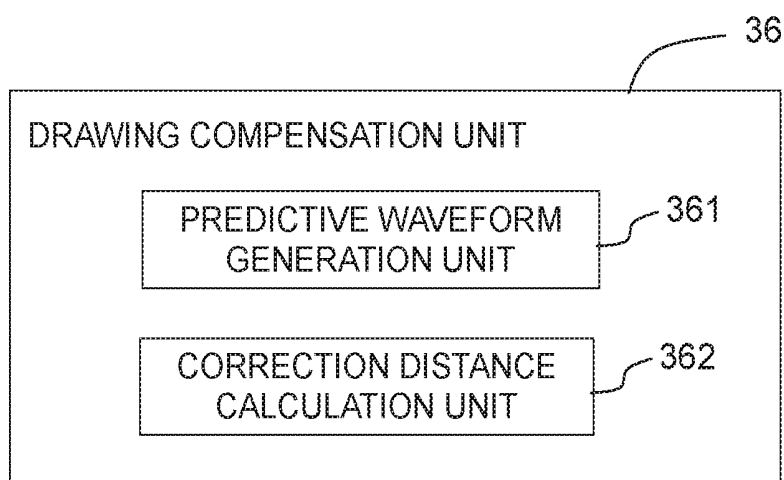 36
DRAWING COMPENSATION UNIT
PREDICTIVE WAVEFORM
GENERATION UNIT
361
CORRECTION DISTANCE
CALCULATION UNIT
362